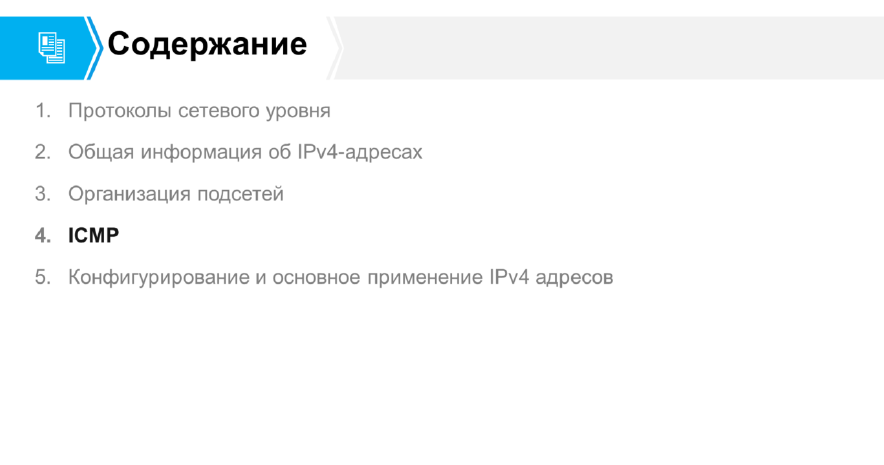 Содержание
1. Протоколы сетевого уровня
2. Общая информация об IPv4-адресах
3. Организация подсетей
4. ICMP
5. Конфигурирование и основное применение IPv4 адресов